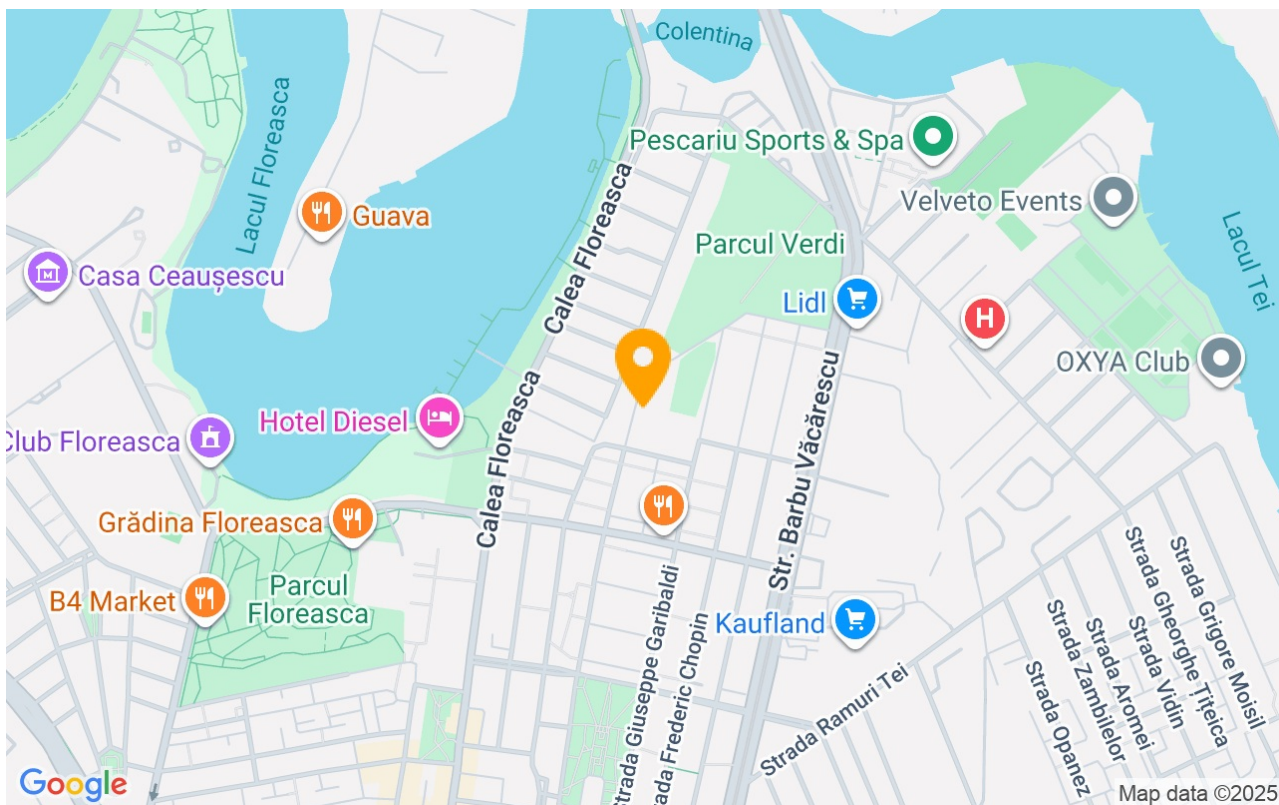 Colentina
Lacul Floreasca
Pescariu Sports & Spa
Guava
Calea Floreasca
Velveto Events
Parcul Verdi
Lacul Tei
Casa Ceaușescu
Lidl
H
OXYA Club
Hotel Diesel
Calea Floreasca
Club Floreasca
Str. Barbu Văcărescu
Grădina Floreasca
B4 Market
Parcul
Floreasca
Kaufland
Strada Giuseppe Garibaldi
Strada Frederic Chopin
Strada Ramuri Tei
Strada Opanez
Strada Zambilelor
Strada Aromei
Strada Vidin
Strada Gheorghe Țițeica
Strada Grigore Moisil
Google
Map data ©2025